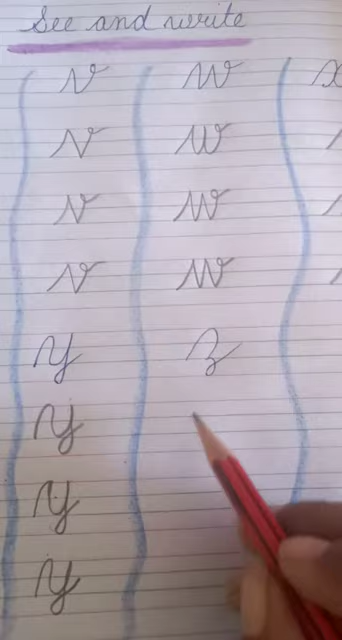 See and write
v w x
v w
v w
v w
y z
y
y
y